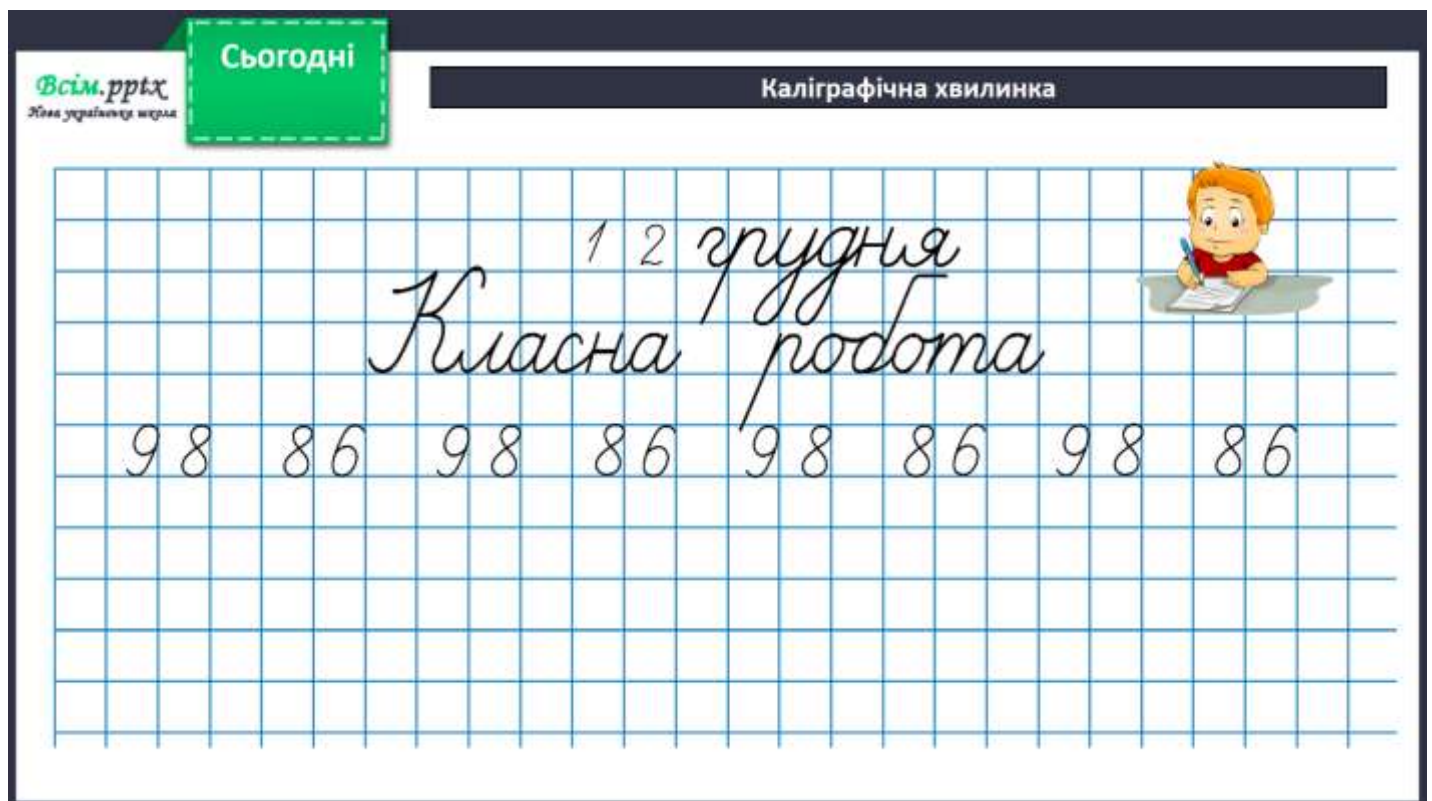 Сьогодні
Всім.pptx
Нова українська школа
Каліграфічна хвилинка
12 грудня
Класна робота
98 86 98 86 98 86 98 86